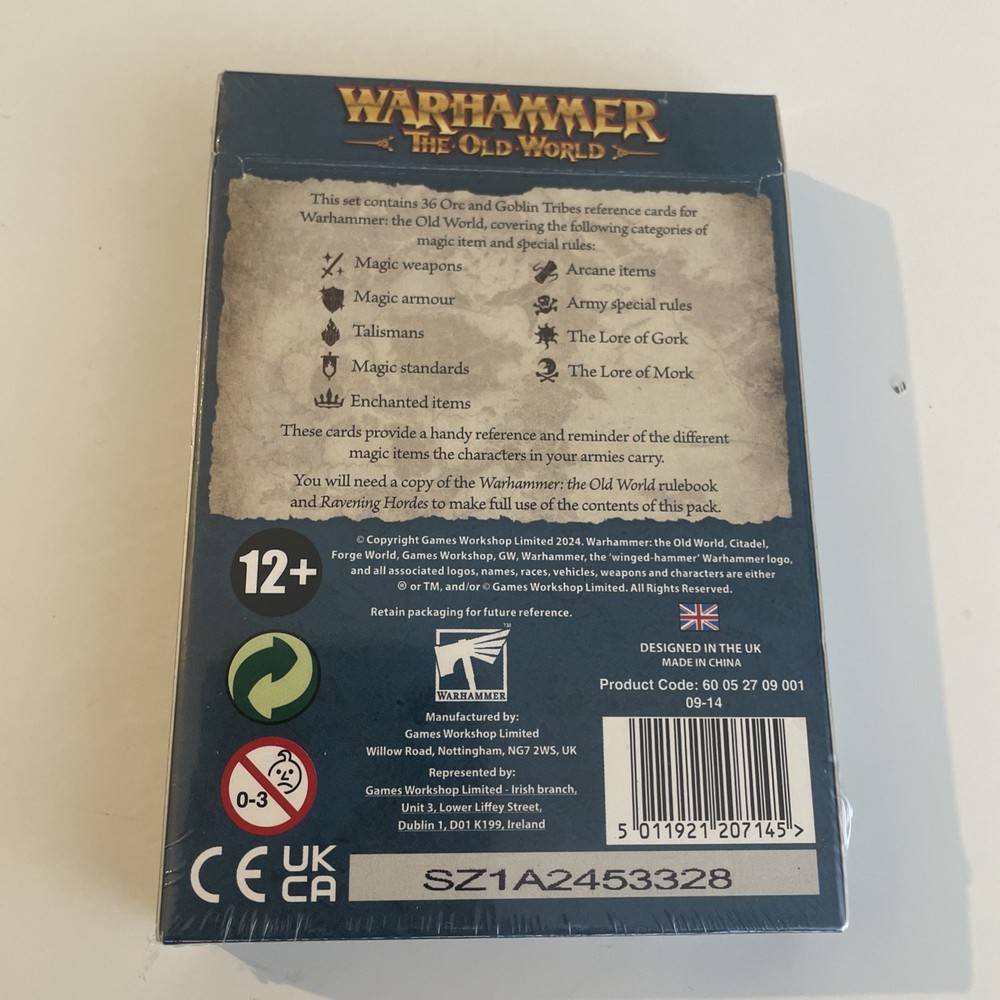 WARHAMMER™
THE·OLD·WORLD
This set contains 36 Orc and Goblin Tribes reference cards for
Warhammer: the Old World, covering the following categories of
magic item and special rules:
Magic weapons
Magic armour
Talismans
Magic standards
Enchanted items
Arcane items
Army special rules
The Lore of Gork
The Lore of Mork
These cards provide a handy reference and reminder of the different
magic items the characters in your armies carry.
You will need a copy of the Warhammer: the Old World rulebook
and Ravening Hordes to make full use of the contents of this pack.
12+
© Copyright Games Workshop Limited 2024. Warhammer: the Old World, Citadel,
Forge World, Games Workshop, GW, Warhammer, the 'winged-hammer' Warhammer logo,
and all associated logos, names, races, vehicles, weapons and characters are either
® or TM, and/or © Games Workshop Limited. All Rights Reserved.
Retain packaging for future reference.
TM
WARHAMMER
Manufactured by:
Games Workshop Limited
Willow Road, Nottingham, NG7 2WS, UK
Represented by:
Games Workshop Limited - Irish branch,
Unit 3, Lower Liffey Street,
Dublin 1, D01 K199, Ireland
DESIGNED IN THE UK
MADE IN CHINA
Product Code: 60 05 27 09 001
09-14
5 011921 207145 >
0-3
CE
UK
CA
SZ1A2453328